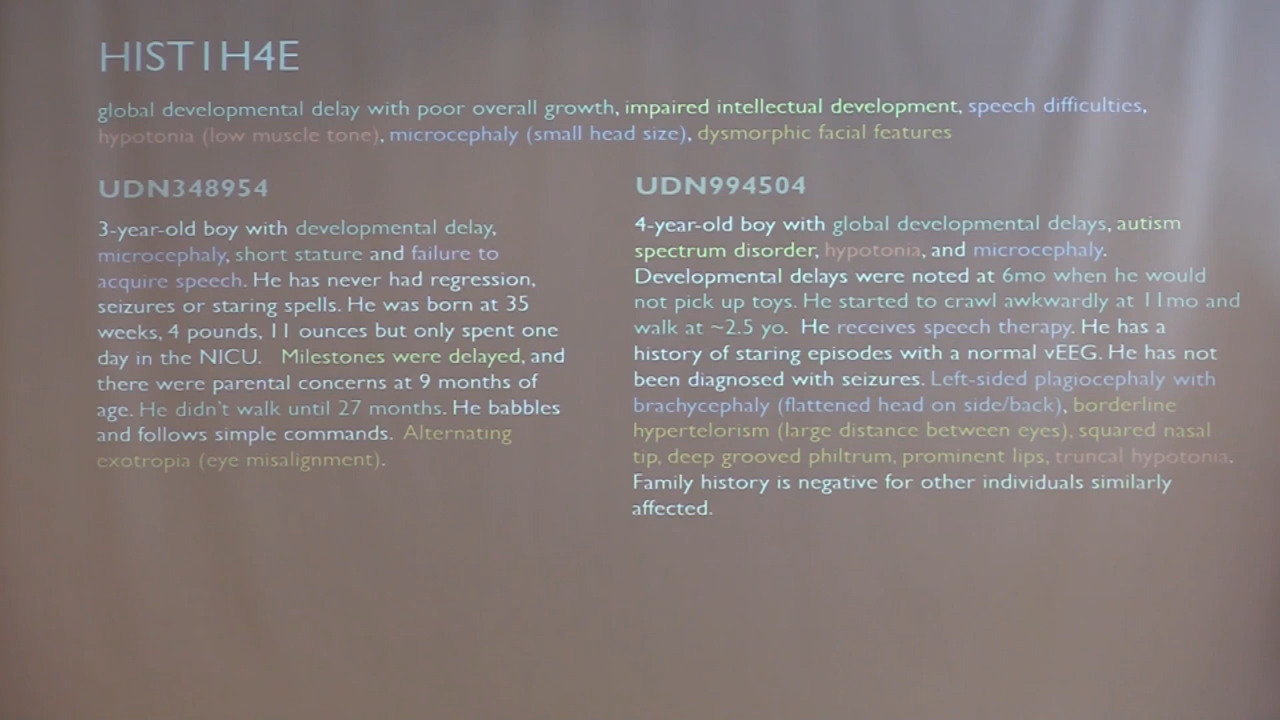 HIST1H4E
global developmental delay with poor overall growth, impaired intellectual development, speech difficulties,
hypotonia (low muscle tone), microcephaly (small head size), dysmorphic facial features
UDN348954
3-year-old boy with developmental delay,
microcephaly, short stature and failure to
acquire speech. He has never had regression,
seizures or staring spells. He was born at 35
weeks, 4 pounds, 11 ounces but only spent one
day in the NICU. Milestones were delayed, and
there were parental concerns at 9 months of
age. He didn't walk until 27 months. He babbles
and follows simple commands. Alternating
exotropia (eye misalignment).
UDN994504
4-year-old boy with global developmental delays, autism
spectrum disorder, hypotonia, and microcephaly.
Developmental delays were noted at 6mo when he would
not pick up toys. He started to crawl awkwardly at 11mo and
walk at ~2.5 yo. He receives speech therapy. He has a
history of staring episodes with a normal vEEG. He has not
been diagnosed with seizures. Left-sided plagiocephaly with
brachycephaly (flattened head on side/back), borderline
hypertelorism (large distance between eyes), squared nasal
tip, deep grooved philtrum, prominent lips, truncal hypotonia.
Family history is negative for other individuals similarly
affected.